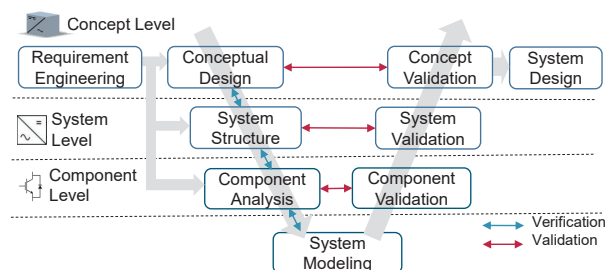 Concept Level
Requirement
Engineering
Conceptual
Design
Concept
Validation
System
Design
System
Level
System
Structure
System
Validation
Component
Level
Component
Analysis
Component
Validation
System
Modeling
Verification
Validation